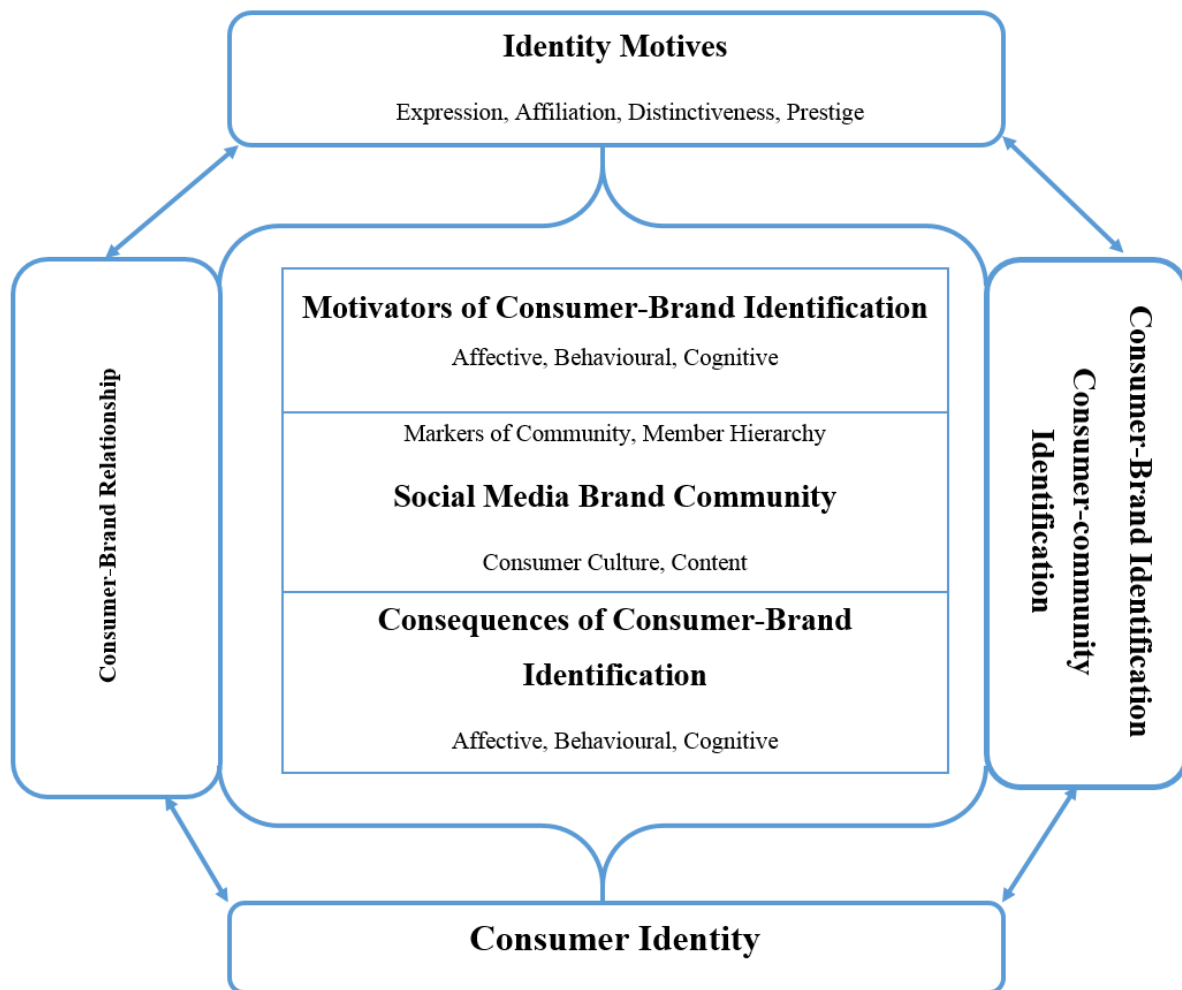 Identity Motives
Expression, Affiliation, Distinctiveness, Prestige
Consumer-Brand Relationship
Motivators of Consumer-Brand Identification
Affective, Behavioural, Cognitive
Markers of Community, Member Hierarchy
Social Media Brand Community
Consumer Culture, Content
Consequences of Consumer-Brand
Identification
Affective, Behavioural, Cognitive
Consumer-Brand Identification
Consumer-community
Identification
Consumer Identity